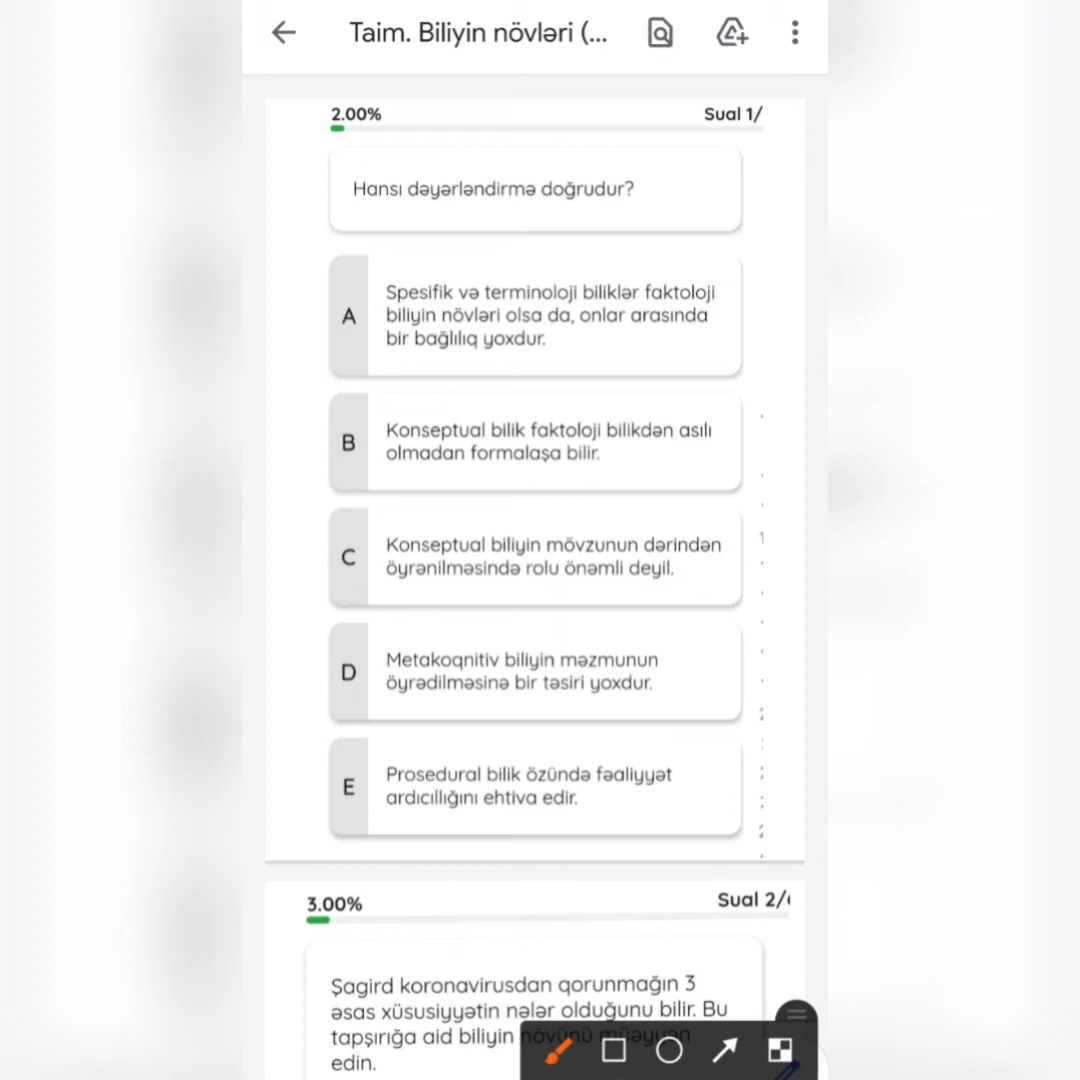 Taim. Biliyin növləri (...
2.00%
Sual 1/
Hansı dəyərləndirmə doğrudur?
A
Spesifik və terminoloji biliklər faktoloji
biliyin növləri olsa da, onlar arasında
bir bağlılıq yoxdur.
B
Konseptual bilik faktoloji bilikdən asılı
olmadan formalaşa bilir.
C
Konseptual biliyin mövzunun dərindən
öyrənilməsində rolu önəmli deyil.
D
Metakoqnitiv biliyin məzmunun
öyrədilməsinə bir təsiri yoxdur.
E
Prosedural bilik özündə fəaliyyət
ardıcıllığını ehtiva edir.
3.00%
Sual 2/
Şagird koronavirusdan qorunmağın 3
əsas xüsusiyyətin nələr olduğunu bilir. Bu
tapşırığa aid biliyin növünü müəyyən
edin.